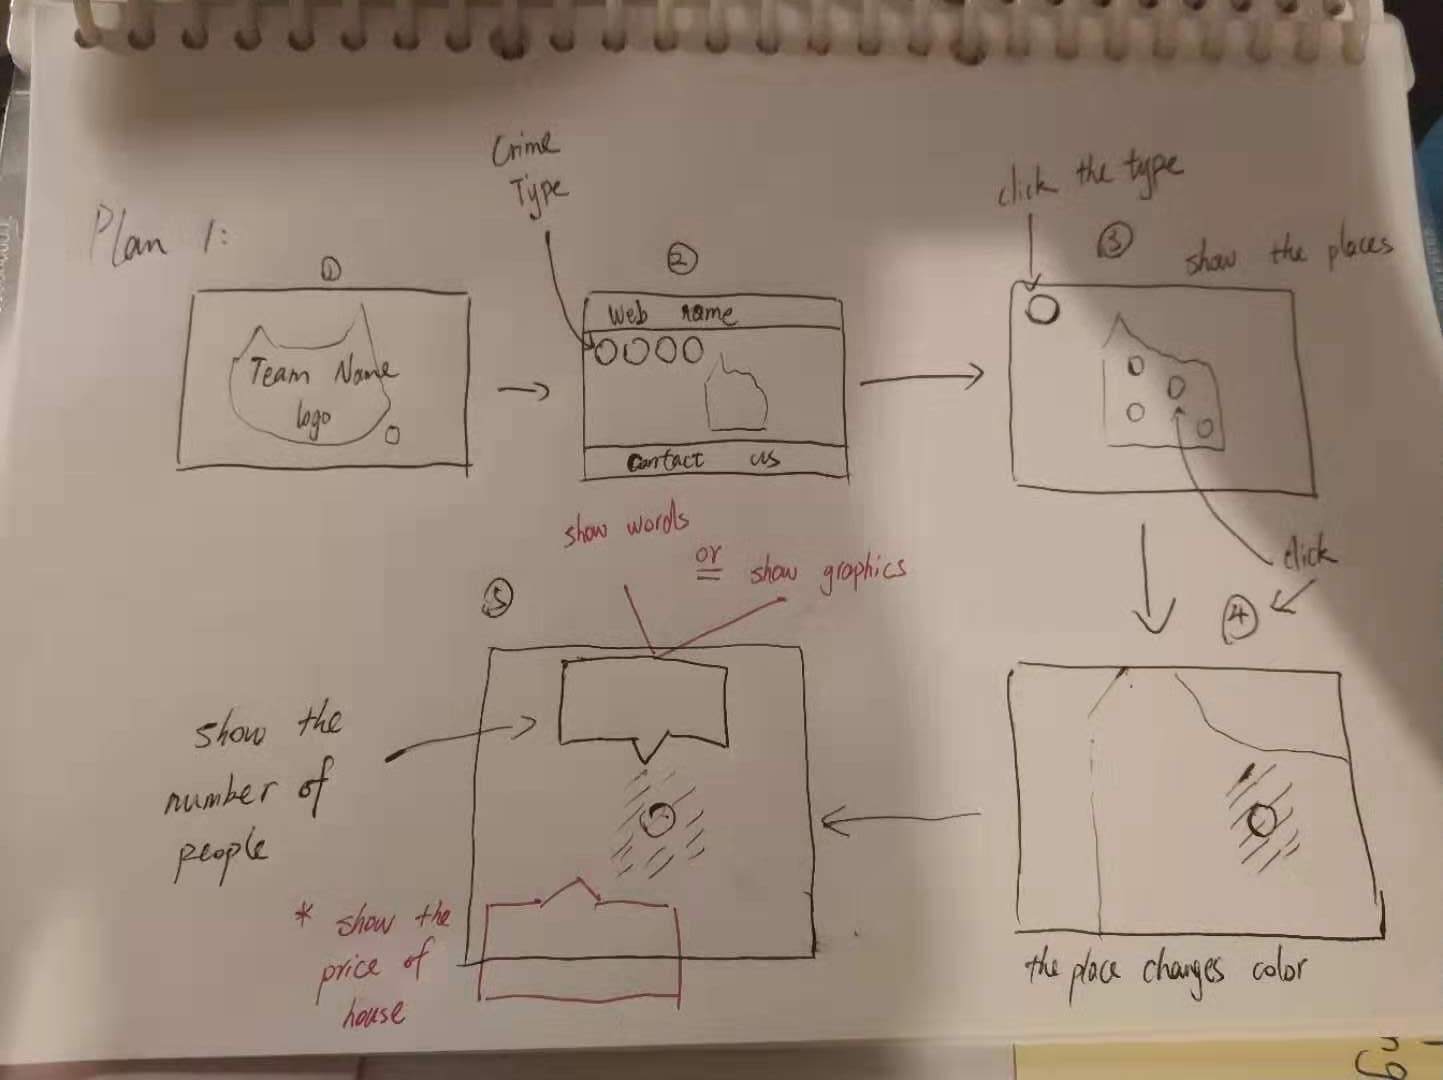 Plan 1:
①
Team Name
logo
Crime
Type
②
Web name
contact us
click the type
③
show the places
click
④
the place changes color
⑤
show words
or
show graphics
show the
number of
people
* show the
price of
house